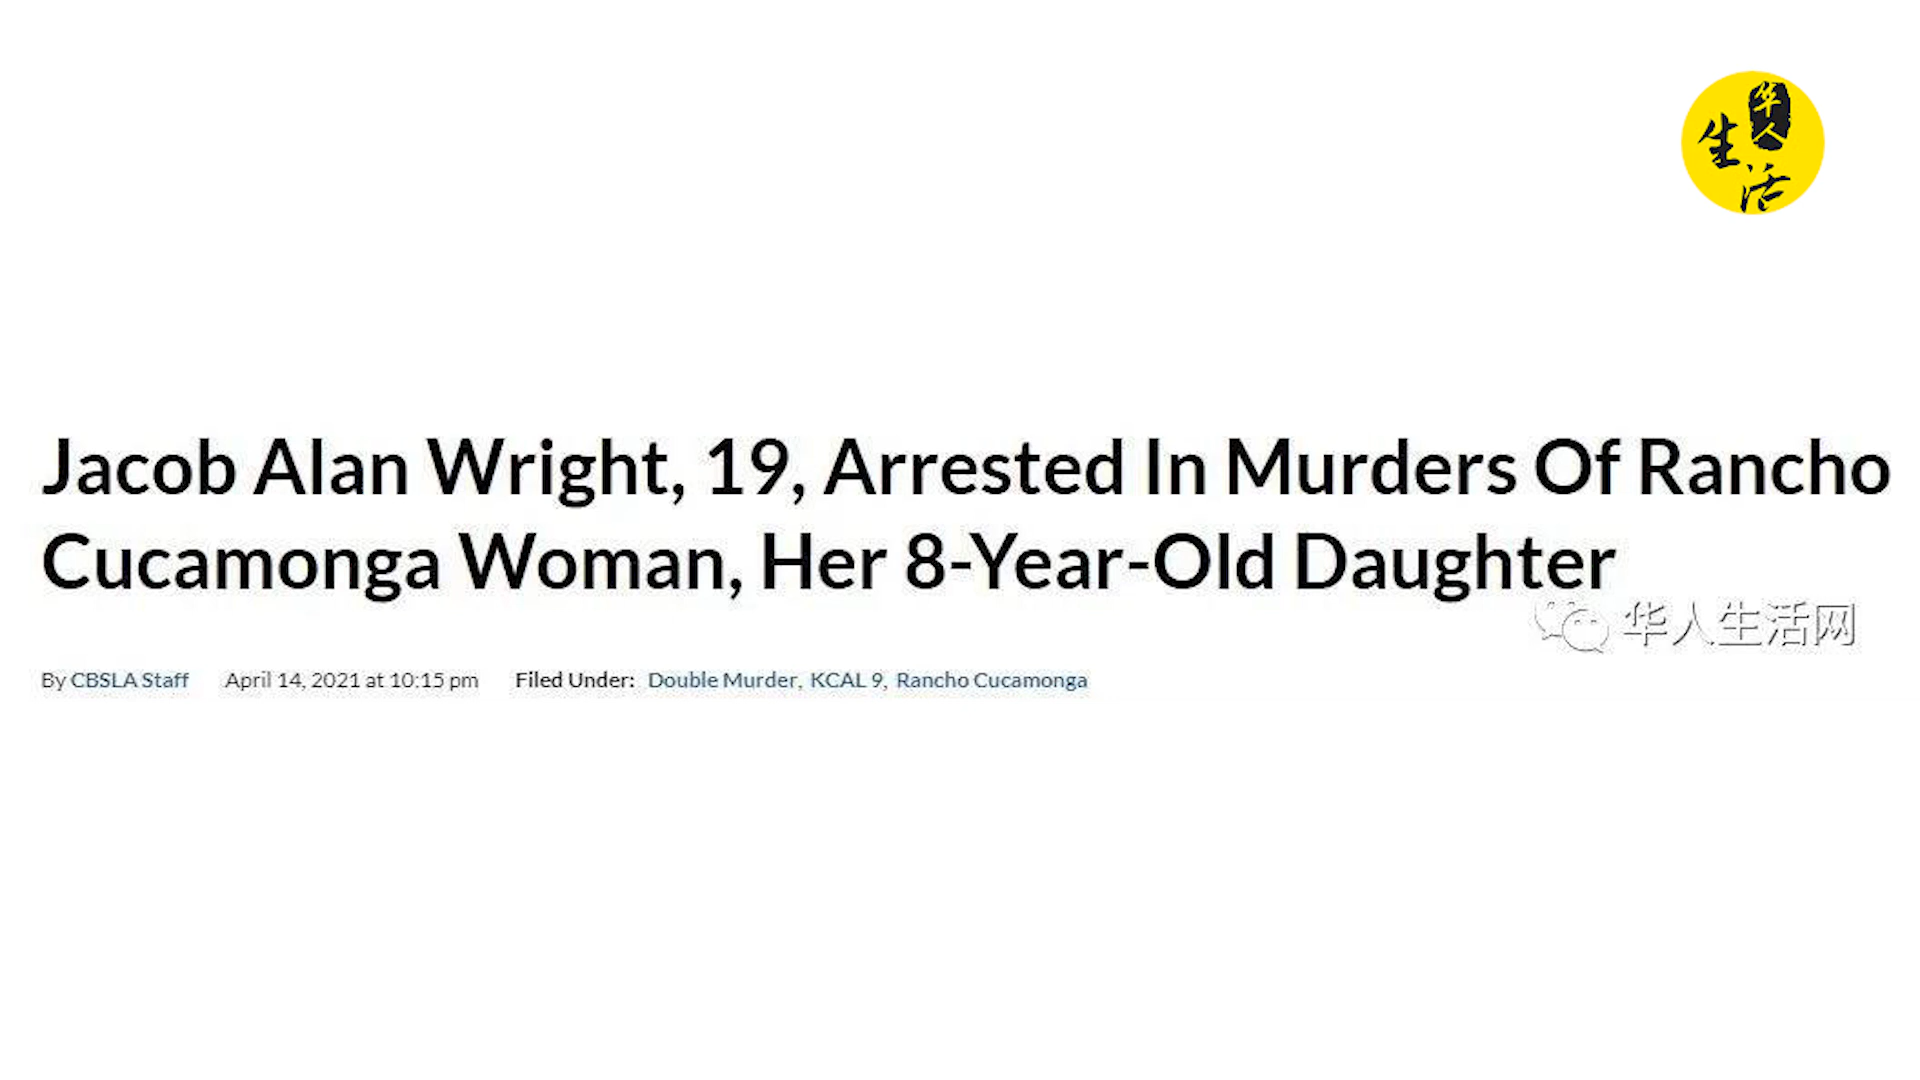 华人
生活
Jacob Alan Wright, 19, Arrested In Murders Of Rancho
Cucamonga Woman, Her 8-Year-Old Daughter
华人生活网
By CBSLA Staff April 14, 2021 at 10:15 pm Filed Under: Double Murder, KCAL 9, Rancho Cucamonga